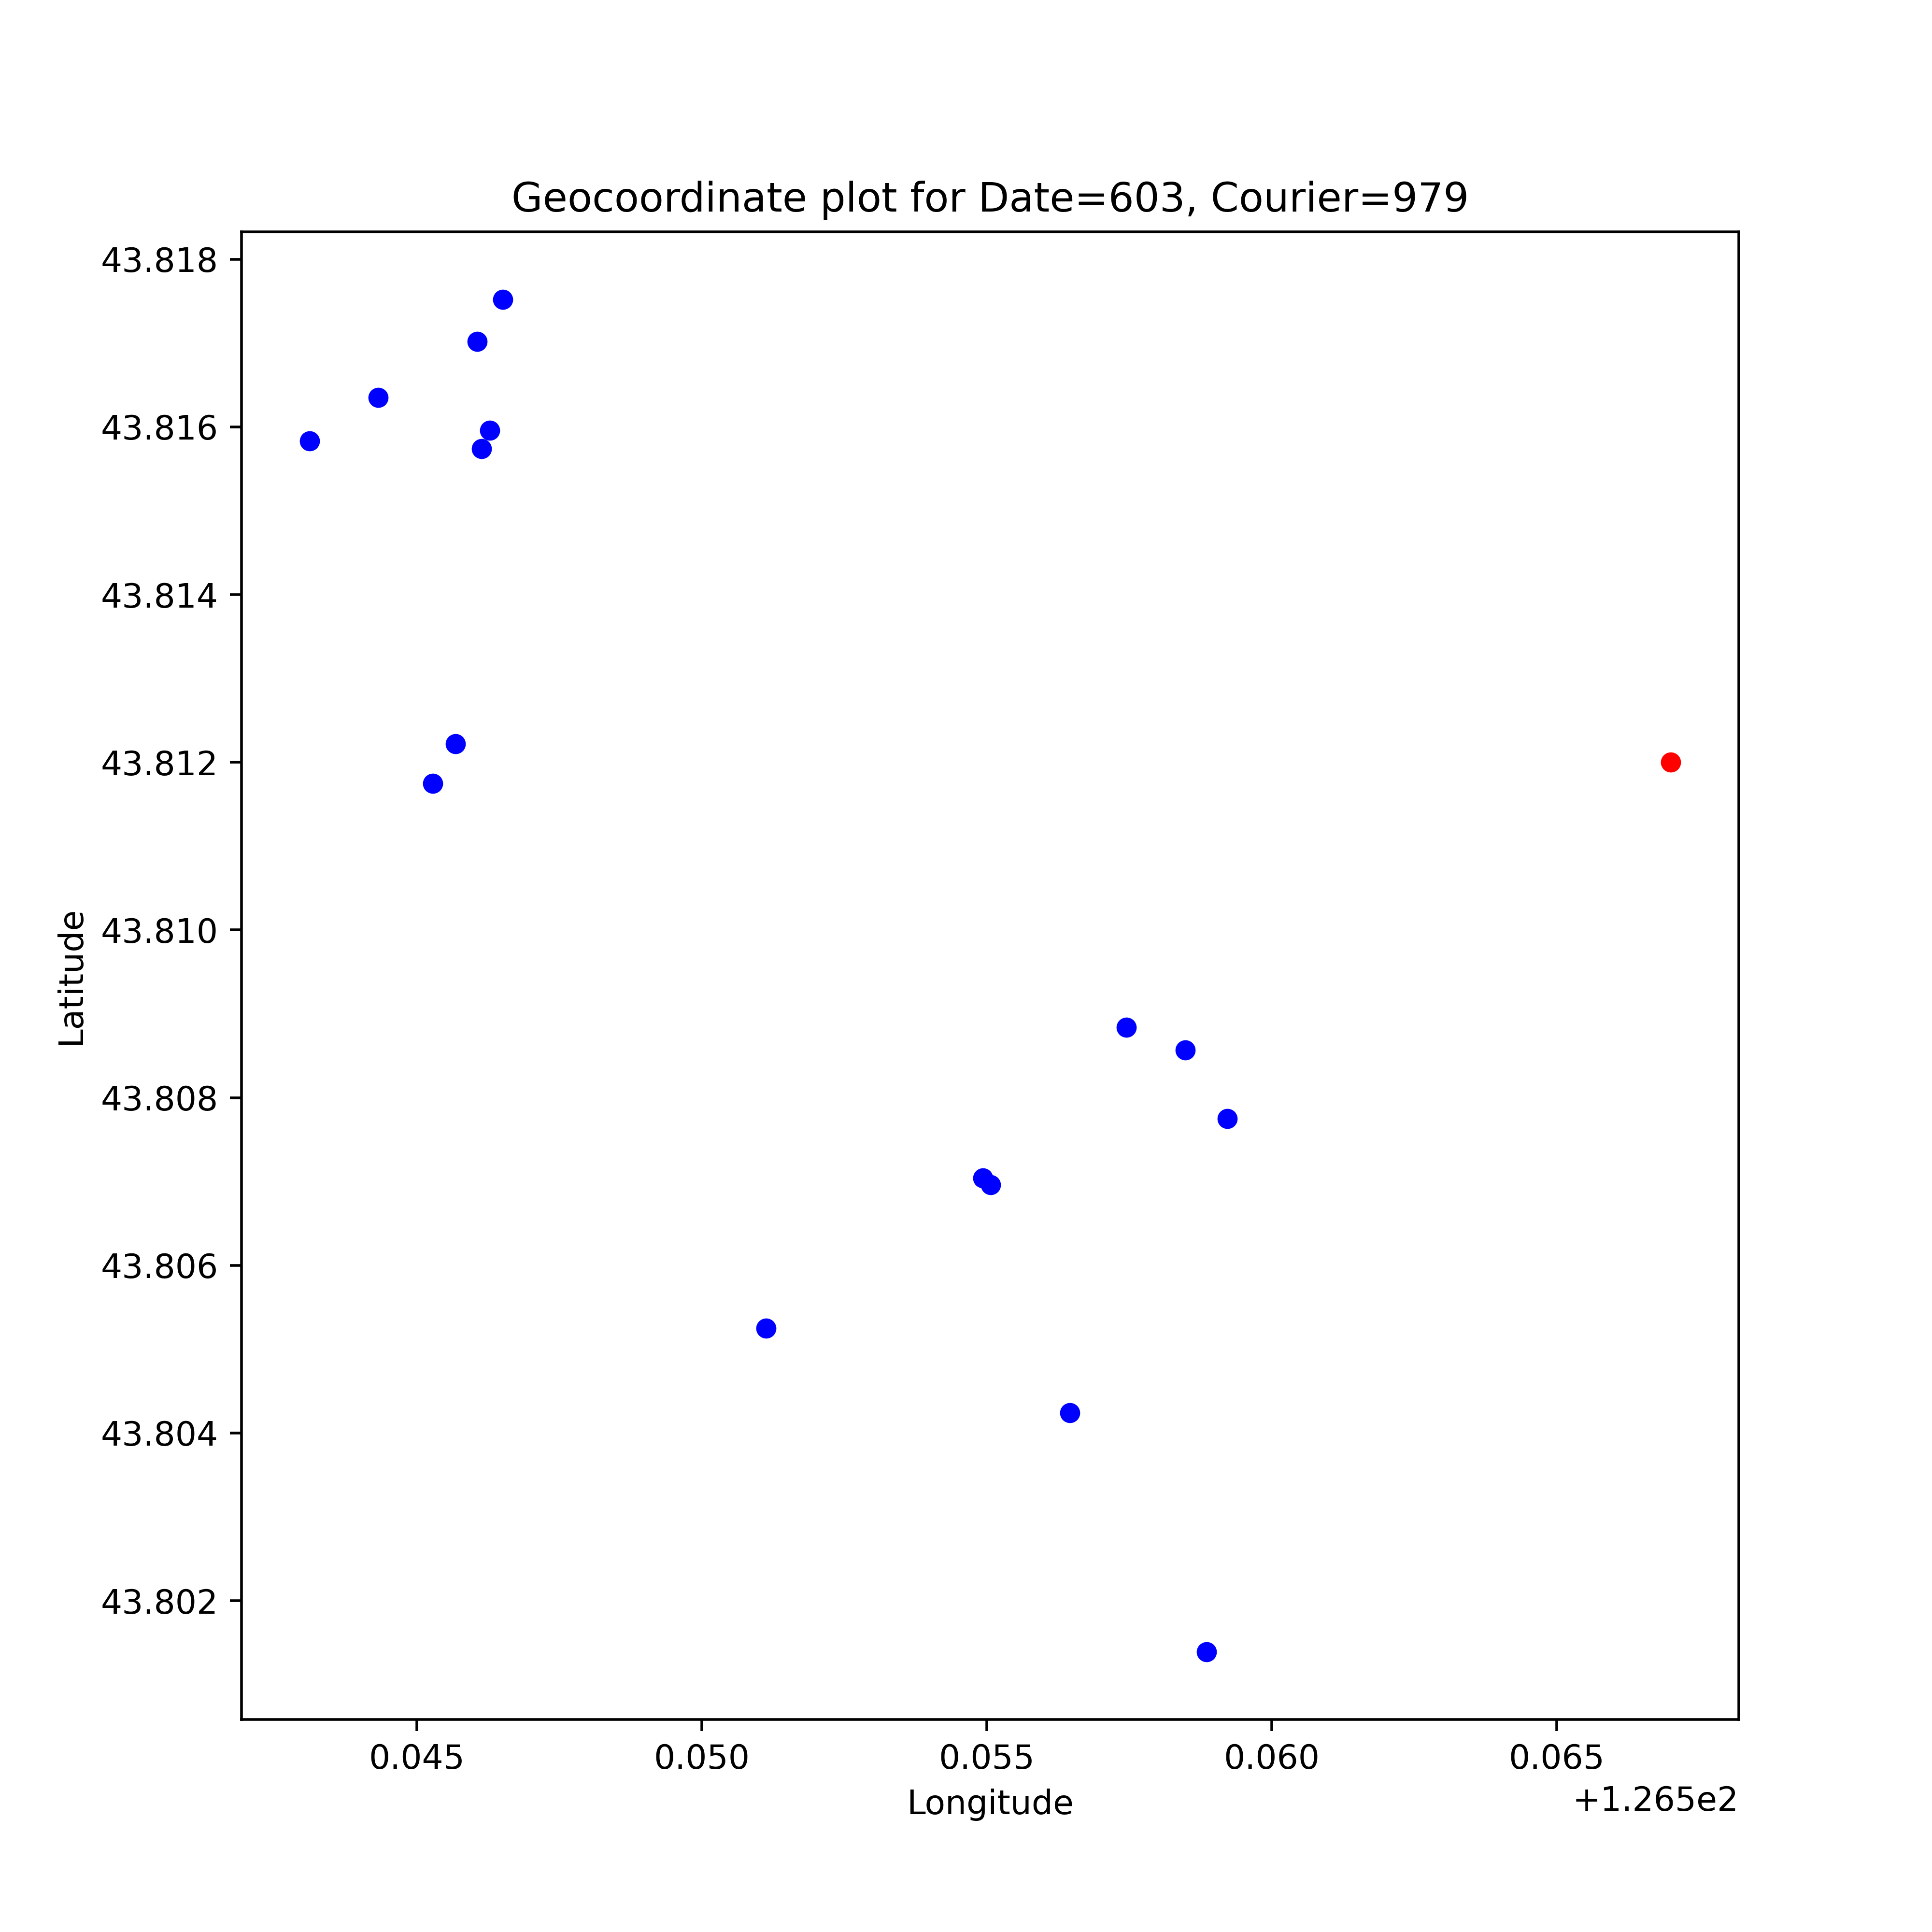 Geocoordinate plot for Date=603, Courier=979
43.818
43.816
43.814
43.812
43.810
43.808
43.806
43.804
43.802
Latitude
0.045 0.050 0.055 0.060 0.065
+1.265e2
Longitude